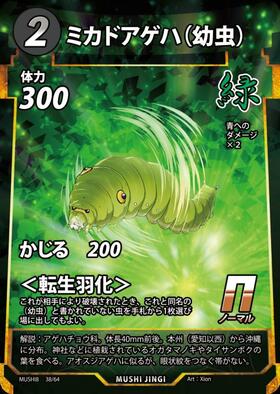 2 ミカドアゲハ(幼虫)
体力
300
緑
青への
ダメージ
×2
かじる 200
<転生羽化>
これが相手により破壊されたとき、これと同名の
(幼虫)と書かれていない虫を手札から1枚選び
場に出してもよい。
ノーマル
解説:アゲハチョウ科。体長40mm前後。本州(愛知以西)から沖縄
に分布。神社などに植栽されているオガタマノキやタイサンボクの
葉を食べる。アオスジアゲハに似るが、眼状紋をつなぐ帯がない。
MUSHIB 38/64 MUSHI JINGI Art : Xion